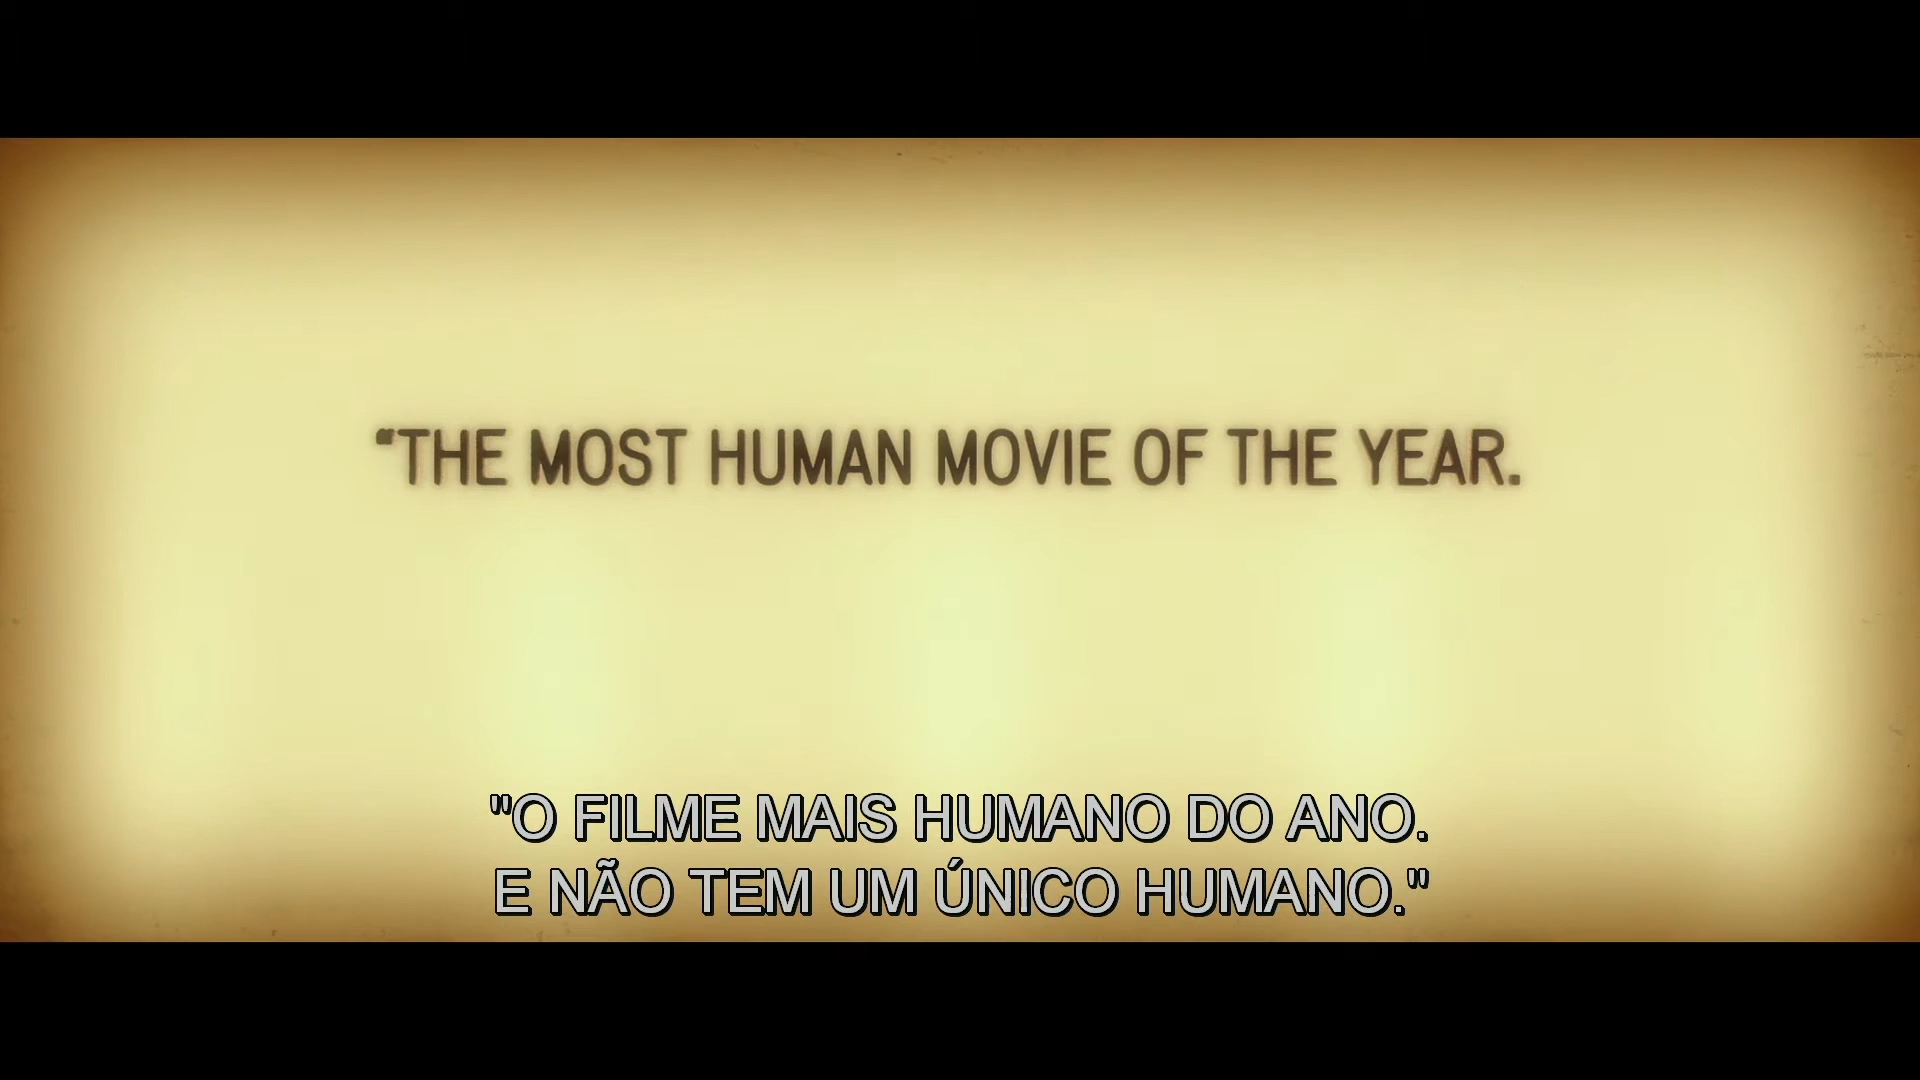 “THE MOST HUMAN MOVIE OF THE YEAR.
"O FILME MAIS HUMANO DO ANO.
E NÃO TEM UM ÚNICO HUMANO."